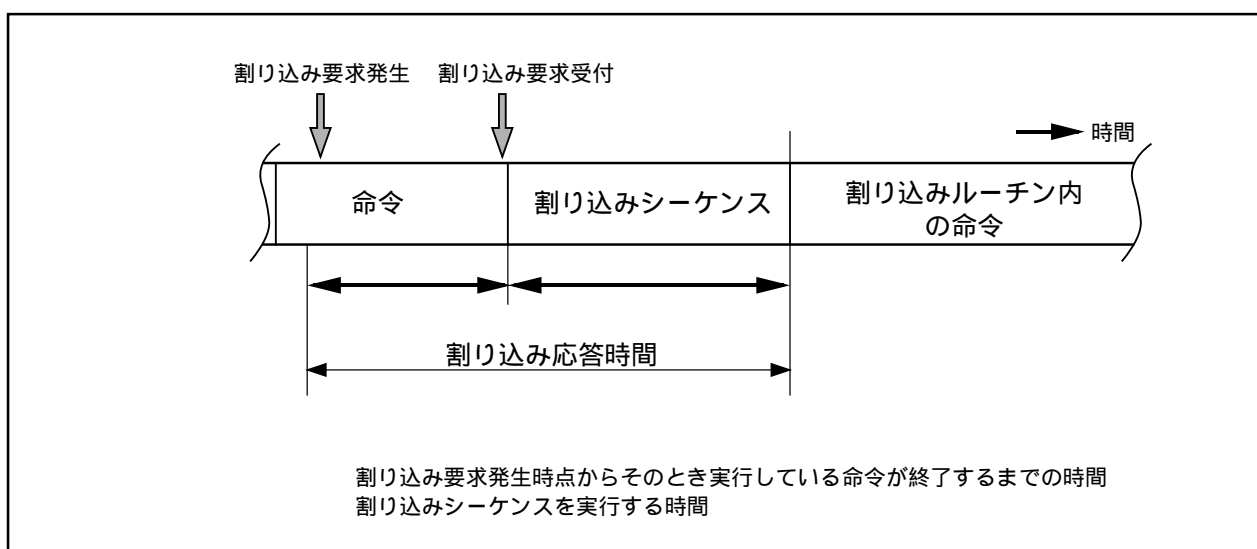 割り込み要求発生 割り込み要求受付
時間
命令 割り込みシーケンス 割り込みルーチン内
の命令
割り込み応答時間
割り込み要求発生時点からそのとき実行している命令が終了するまでの時間
割り込みシーケンスを実行する時間